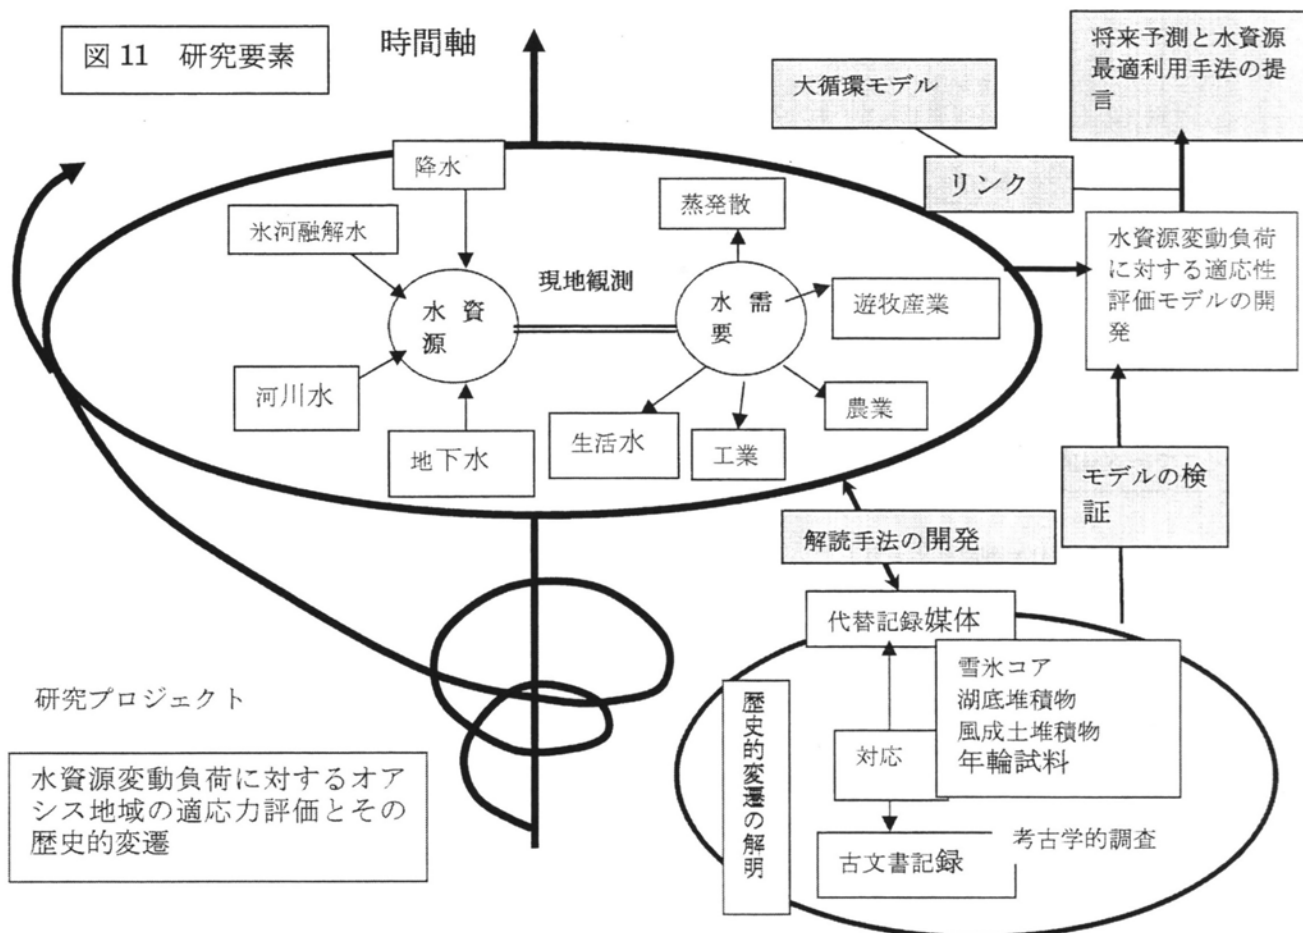 図11 研究要素
時間軸
将来予測と水資源
最適利用手法の提
言
大循環モデル
降水
リンク
蒸発散
氷河融解水
水資源変動負荷
に対する適応性
評価モデルの開
発
現地観測
水 資
源
水 需
要
遊牧産業
河川水
農業
生活水
工業
地下水
モデルの検
証
解読手法の開発
代替記録媒体
雪氷コア
湖底堆積物
風成土堆積物
年輪試料
研究プロジェクト
歴史的変遷の解明
対応
水資源変動負荷に対するオア
シス地域の適応力評価とその
歴史的変遷
考古学的調査
古文書記録